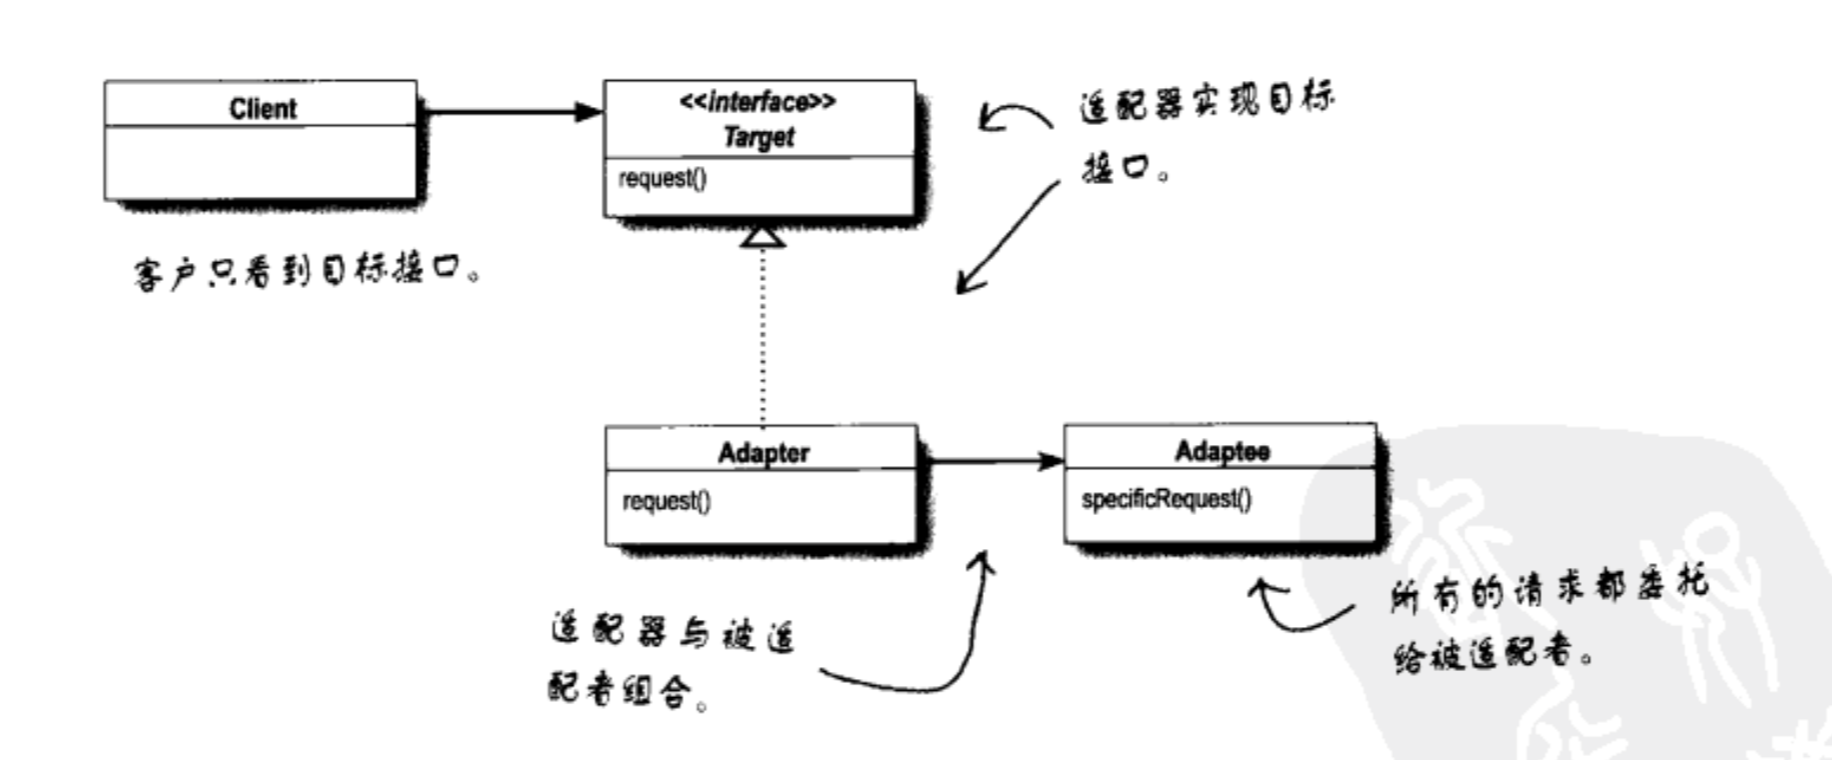 Client
<<interface>>
Target
request()
适配器实现目标
接口。
客户只看到目标接口。
Adapter
request()
Adaptee
specificRequest()
适配器与被适
配者组合。
所有的请求都委托
给被适配者。